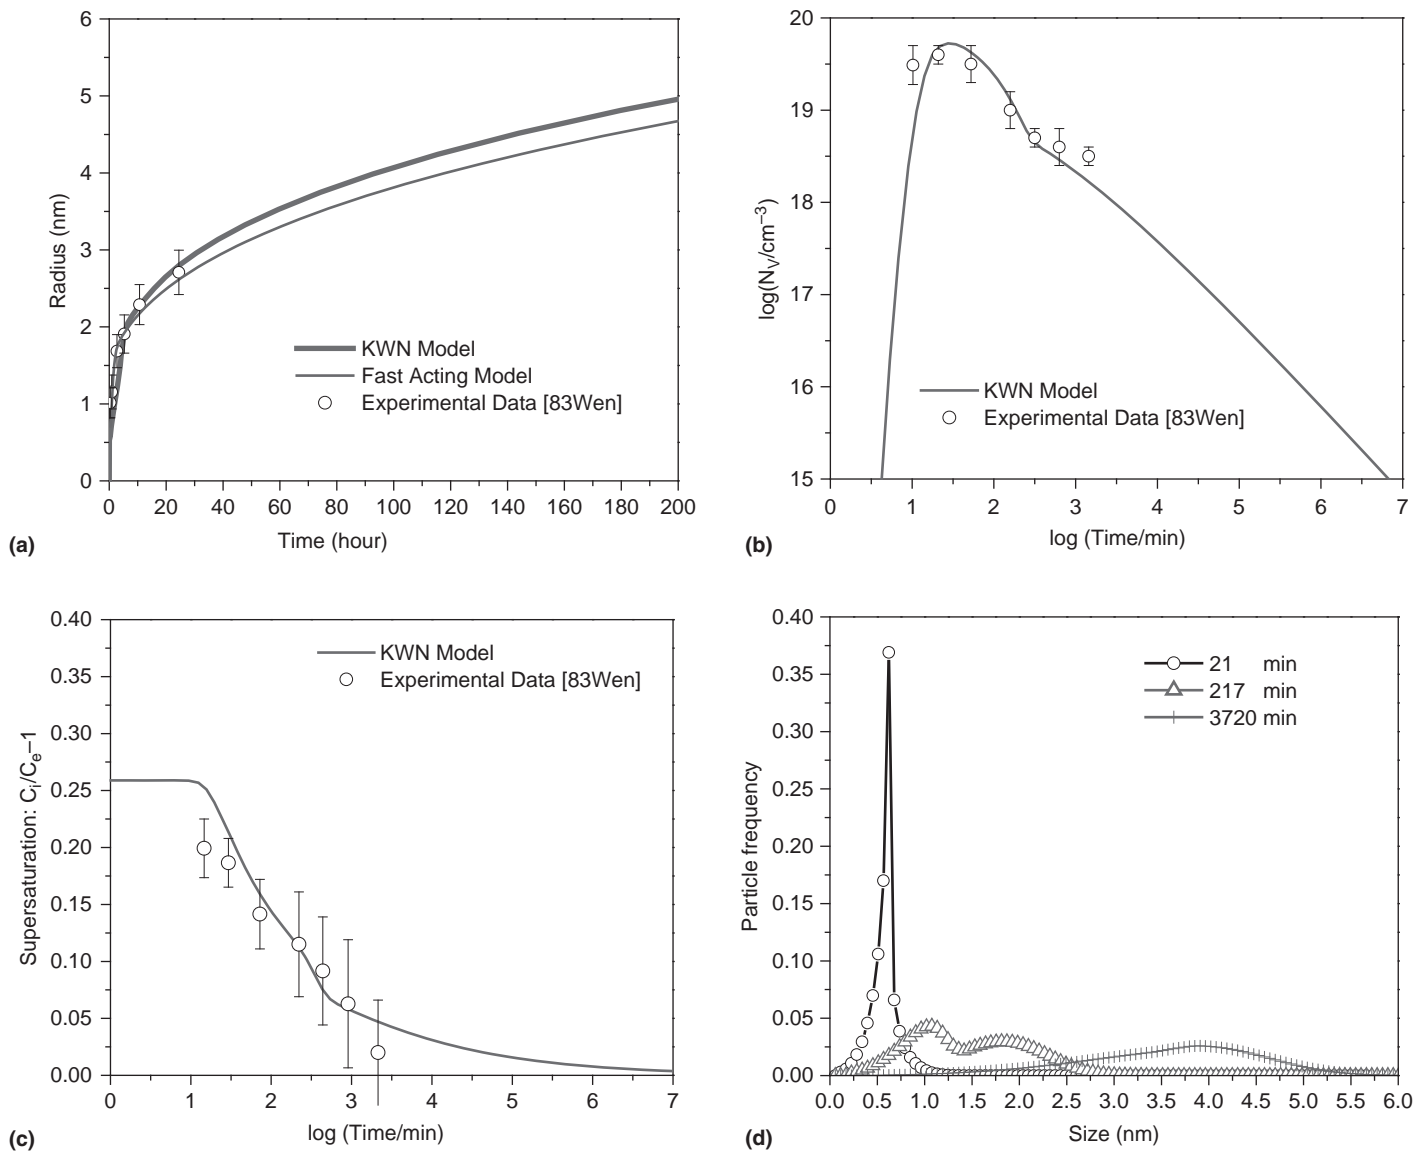 6
5
4
3
2
1
0
Radius (nm)
KWN Model
Fast Acting Model
Experimental Data [83Wen]
0 20 40 60 80 100 120 140 160 180 200
Time (hour)
(a)
20
19
18
17
16
15
log(N_V/cm⁻³)
KWN Model
Experimental Data [83Wen]
0 1 2 3 4 5 6 7
log (Time/min)
(b)
0.40
0.35
0.30
0.25
0.20
0.15
0.10
0.05
0.00
Supersaturation: C_i/C_e–1
KWN Model
Experimental Data [83Wen]
0 1 2 3 4 5 6 7
log (Time/min)
(c)
0.40
0.35
0.30
0.25
0.20
0.15
0.10
0.05
0.00
Particle frequency
21 min
217 min
3720 min
0.0 0.5 1.0 1.5 2.0 2.5 3.0 3.5 4.0 4.5 5.0 5.5 6.0
Size (nm)
(d)